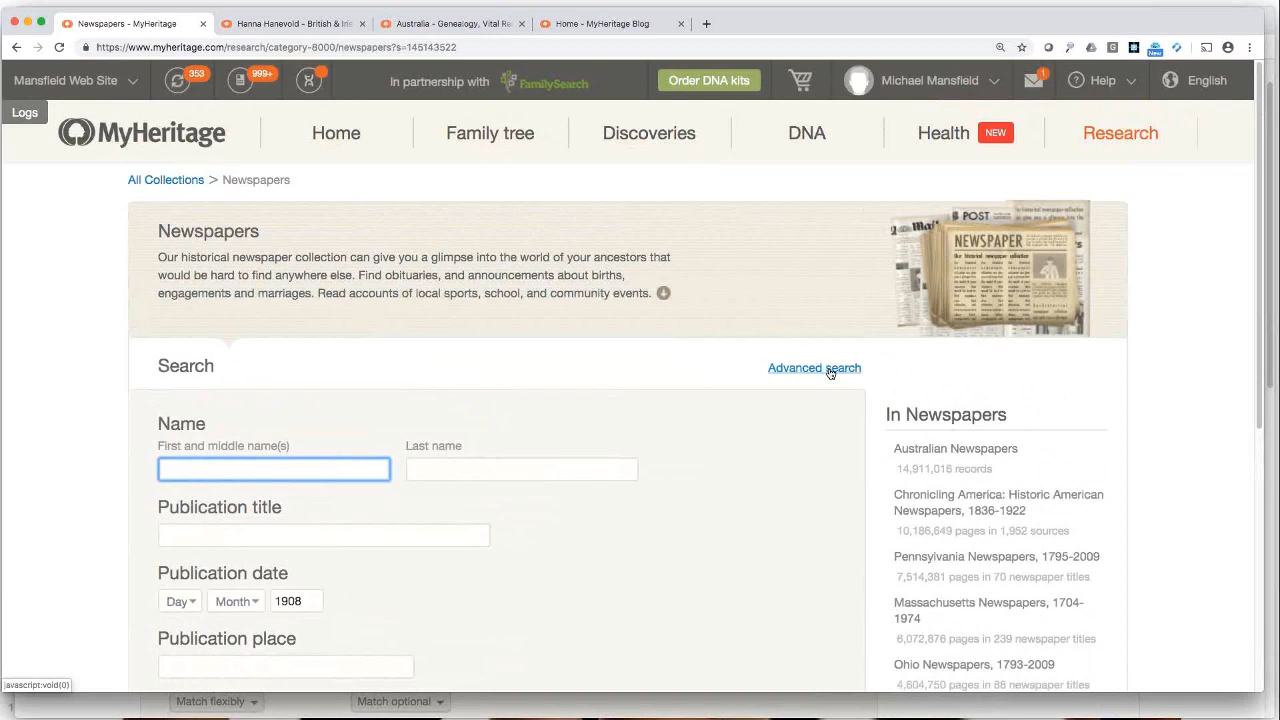 Newspapers - MyHeritage
Hanna Hanevold - British & Iri
Australia - Genealogy, Vital Re
Home - MyHeritage Blog
https://www.myheritage.com/research/category-8000/newspapers?s=145143522
New
Mansfield Web Site
353
999+
In partnership with FamilySearch
Order DNA kits
Michael Mansfield
1
Help
English
Logs
MyHeritage
Home
Family tree
Discoveries
DNA
Health NEW
Research
All Collections > Newspapers
Newspapers
Our historical newspaper collection can give you a glimpse into the world of your ancestors that
would be hard to find anywhere else. Find obituaries, and announcements about births,
engagements and marriages, read accounts of local sports, school, and community events.
POST
NEWSPAPER
Search
Advanced search
Name
First and middle name(s)
Last name
Publication title
Publication date
Day
Month
1908
Publication place
Match flexibly
Match optional
In Newspapers
Australian Newspapers
14,911,016 records
Chronicling America: Historic American
Newspapers, 1836-1922
10,186,649 pages in 1,952 sources
Pennsylvania Newspapers, 1795-2009
7,514,381 pages in 70 newspaper titles
Massachusetts Newspapers, 1704-
1974
6,072,876 pages in 239 newspaper titles
Ohio Newspapers, 1793-2009
4,604,750 pages in 88 newspaper titles
javascript:void(0)